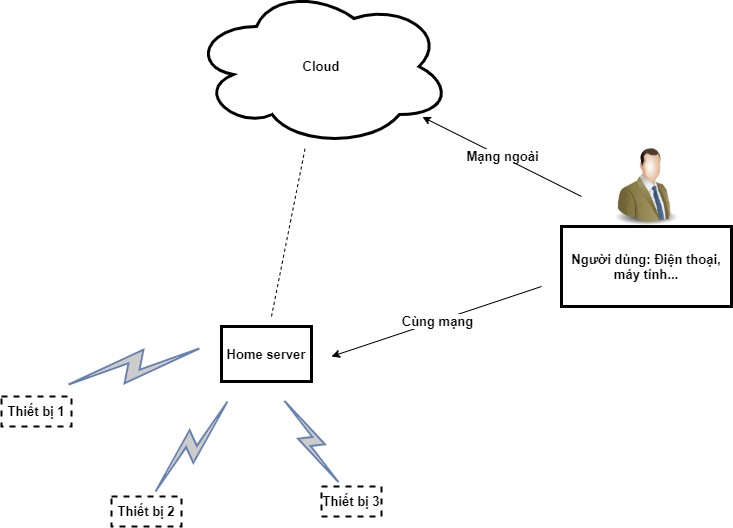 Cloud
Mạng ngoài
Người dùng: Điện thoại,
máy tính...
Cùng mạng
Home server
Thiết bị 1
Thiết bị 2
Thiết bị 3